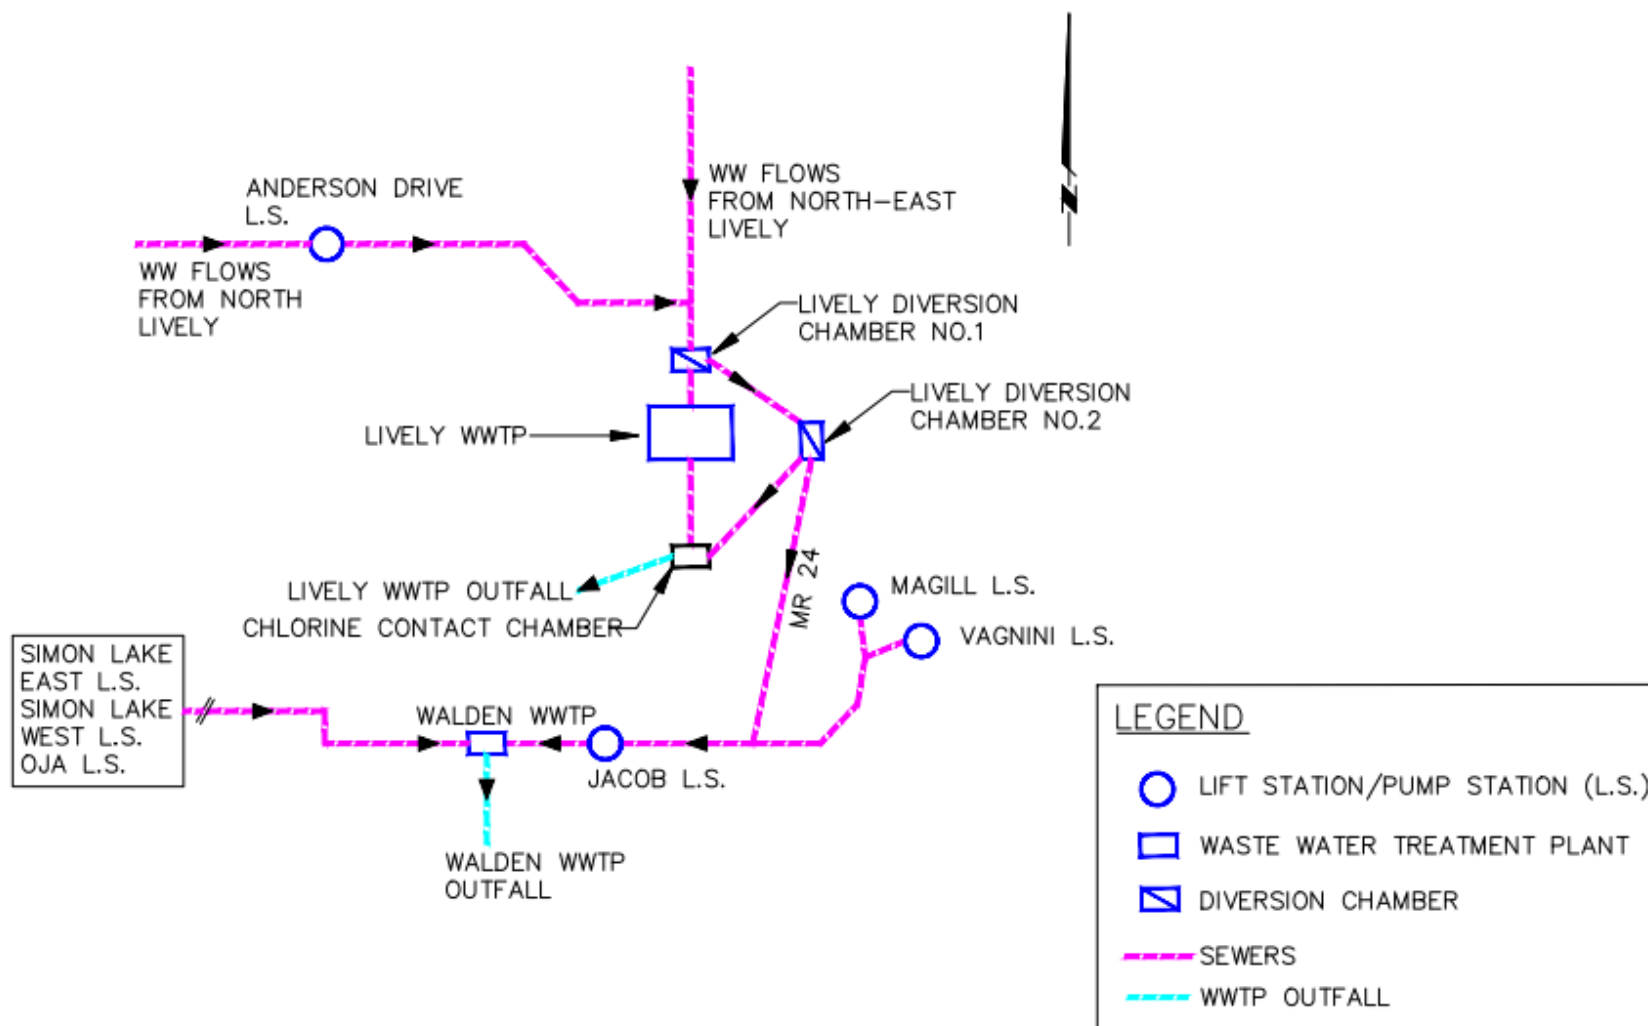 WW FLOWS
FROM NORTH-EAST
LIVELY
ANDERSON DRIVE
L.S.
WW FLOWS
FROM NORTH
LIVELY
N
LIVELY DIVERSION
CHAMBER NO.1
LIVELY DIVERSION
CHAMBER NO.2
LIVELY WWTP
MR 24
LIVELY WWTP OUTFALL
CHLORINE CONTACT CHAMBER
MAGILL L.S.
VAGNINI L.S.
SIMON LAKE
EAST L.S.
SIMON LAKE
WEST L.S.
OJA L.S.
WALDEN WWTP
JACOB L.S.
WALDEN WWTP
OUTFALL
LEGEND
LIFT STATION/PUMP STATION (L.S.)
WASTE WATER TREATMENT PLANT
DIVERSION CHAMBER
SEWERS
WWTP OUTFALL